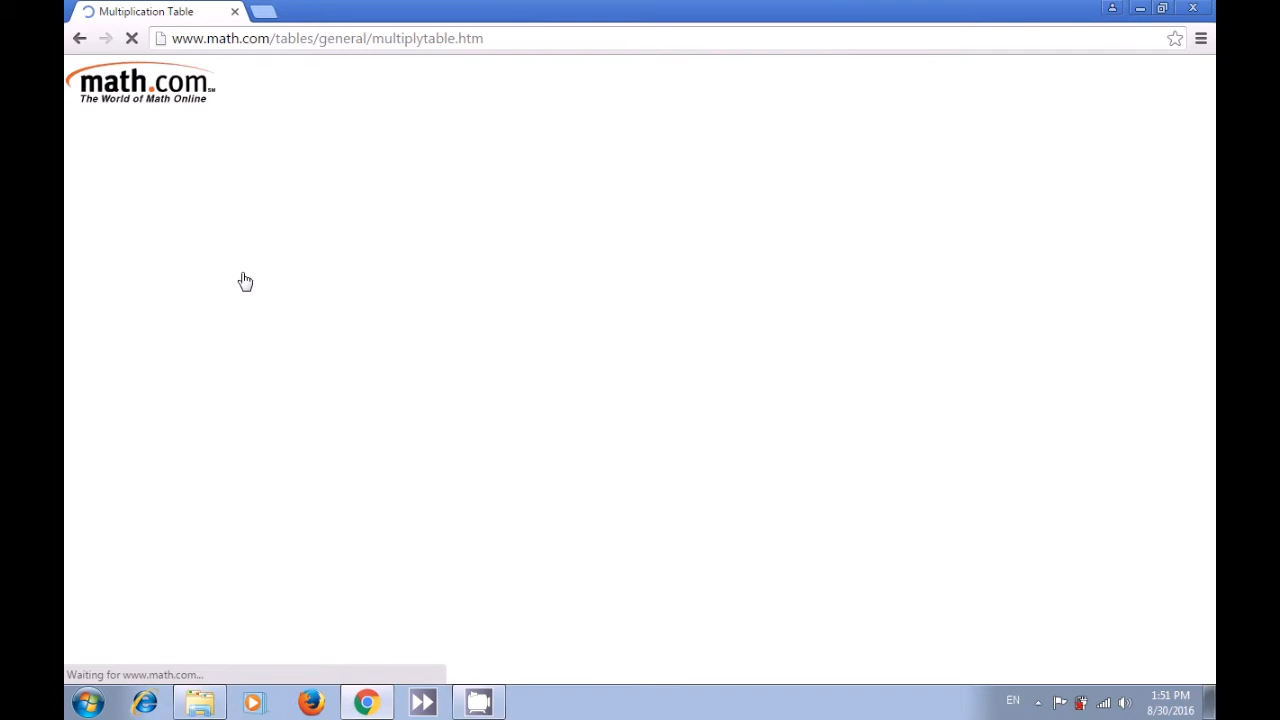 Multiplication Table
www.math.com/tables/general/multiplytable.htm
math.com
The World of Math Online
Waiting for www.math.com...
EN
1:51 PM
8/30/2016